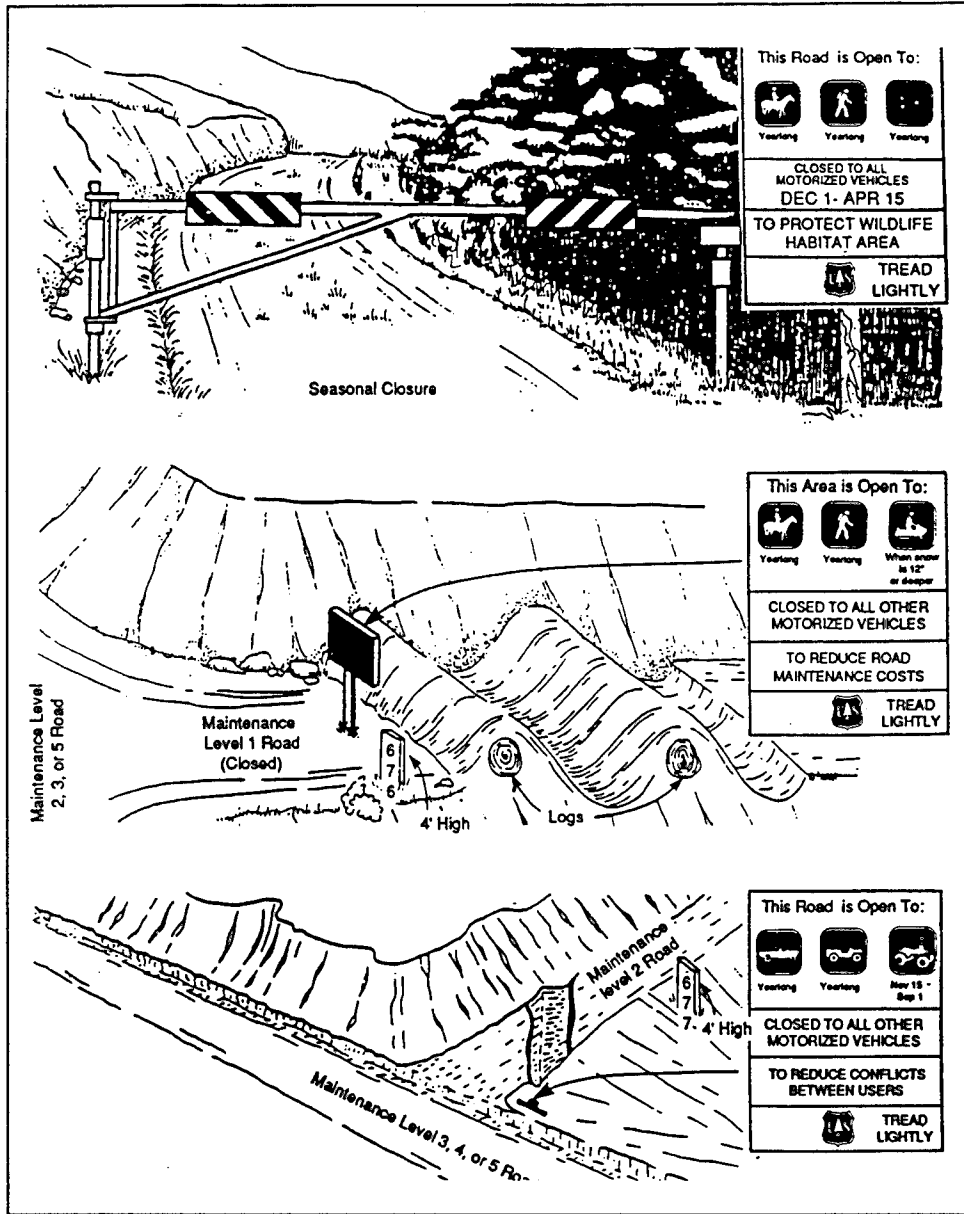 This Road is Open To:
Yearlong Yearlong Yearlong
CLOSED TO ALL
MOTORIZED VEHICLES
DEC 1- APR 15
TO PROTECT WILDLIFE
HABITAT AREA
TREAD
LIGHTLY
Seasonal Closure
This Area is Open To:
Yearlong Yearlong When snow
is 12"
or deeper
CLOSED TO ALL OTHER
MOTORIZED VEHICLES
TO REDUCE ROAD
MAINTENANCE COSTS
TREAD
LIGHTLY
Maintenance Level
2, 3, or 5 Road
Maintenance
Level 1 Road
(Closed)
6
7
6
4' High
Logs
This Road is Open To:
Yearlong Yearlong Nov 15 -
Sep 1
CLOSED TO ALL OTHER
MOTORIZED VEHICLES
TO REDUCE CONFLICTS
BETWEEN USERS
TREAD
LIGHTLY
Maintenance
level 2 Road
6
7
7
4' High
Maintenance Level 3, 4, or 5